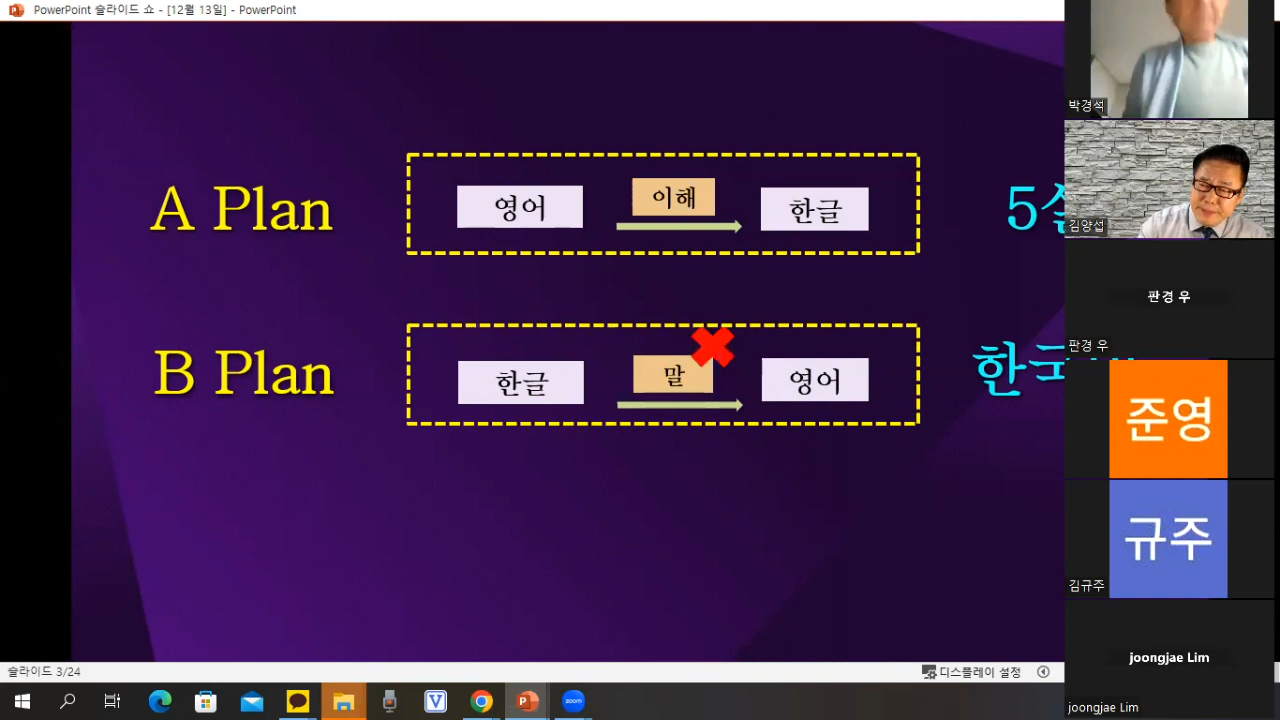 PowerPoint 슬라이드 쇼 - [12월 13일] - PowerPoint
박경석
A Plan
영어
이해
한글
김양섭
판경 우
판경 우
B Plan
한글
말
영어
준영
규주
김규주
joongjae Lim
joongjae Lim
슬라이드 3/24
디스플레이 설정
V
zoom